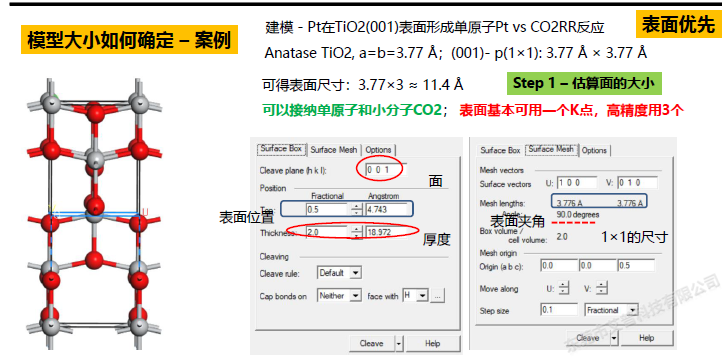 模型大小如何确定 – 案例
建模 - Pt在TiO2(001)表面形成单原子Pt vs CO2RR反应
表面优先
Anatase TiO2, a=b=3.77 Å；(001)- p(1×1): 3.77 Å × 3.77 Å
可得表面尺寸：3.77×3 ≈ 11.4 Å
Step 1 – 估算面的大小
可以接纳单原子和小分子CO2； 表面基本可用一个K点，高精度用3个
Surface Box Surface Mesh Options
Cleave plane (h k l): 0 0 1
面
Position
Fractional Angstrom
表面位置
Top: 0.5 4.743
Thickness: 2.0 18.972
厚度
Cleaving
Cleave rule: Default
Cap bonds on Neither face with H ...
Cleave Help
Surface Box Surface Mesh Options
Mesh vectors
Surface vectors U: 1 0 0 V: 0 1 0
Mesh lengths: 3.776 A 3.776 A
Angle: 90.0 degrees
表面夹角
Box volume / cell volume: 2.0
1×1的尺寸
Mesh origin
Origin (a b c): 0.0 0.0 0.5
Move along U: V:
Step size 0.1 Fractional
Cleave Help
U
科技有限公司